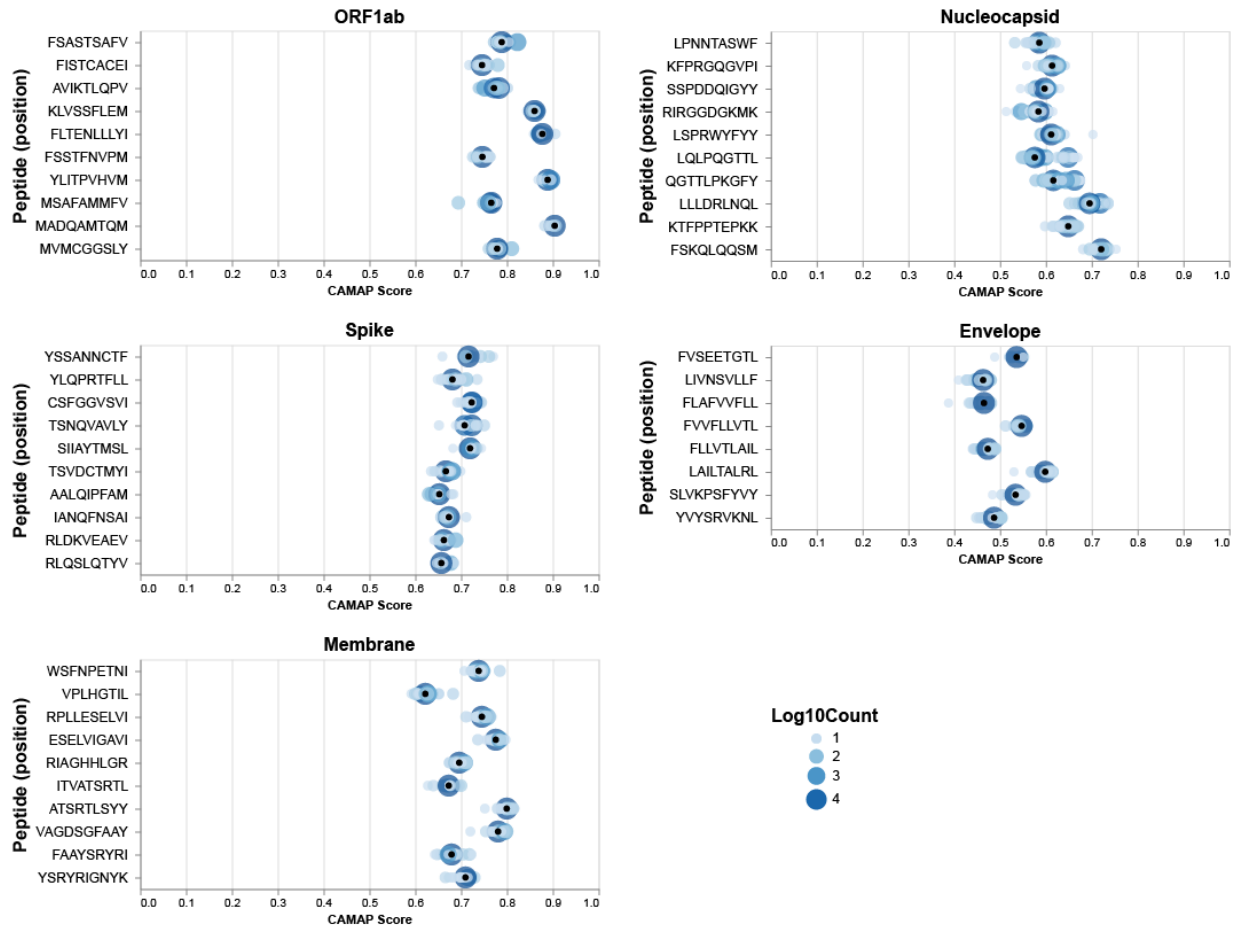 ORF1ab
Peptide (position)
FSASTSAFV
FISTCACEI
AVIKTLQPV
KLVSSFLEM
FLTENLLLYI
FSSTFNVPM
YLITPVHVM
MSAFAMMFV
MADQAMTQM
MVMCGGSLY
0.0 0.1 0.2 0.3 0.4 0.5 0.6 0.7 0.8 0.9 1.0
CAMAP Score
Nucleocapsid
Peptide (position)
LPNNTASWF
KFPRGQGVPI
SSPDDQIGYY
RIRGGDGKMK
LSPRWYFYY
LQLPQGTTL
QGTTLPKGFY
LLLDRLNQL
KTFPPTEPKK
FSKQLQQSM
0.0 0.1 0.2 0.3 0.4 0.5 0.6 0.7 0.8 0.9 1.0
CAMAP Score
Spike
Peptide (position)
YSSANNCTF
YLQPRTFLL
CSFGGVSVI
TSNQVAVLY
SIIAYTMSL
TSVDCTMYI
AALQIPFAM
IANQFNSAI
RLDKVEAEV
RLQSLQTYV
0.0 0.1 0.2 0.3 0.4 0.5 0.6 0.7 0.8 0.9 1.0
CAMAP Score
Envelope
Peptide (position)
FVSEETGTL
LIVNSVLLF
FLAFVVFLL
FVVFLLVTL
FLLVTLAIL
LAILTALRL
SLVKPSFYVY
YVYSRVKNL
0.0 0.1 0.2 0.3 0.4 0.5 0.6 0.7 0.8 0.9 1.0
CAMAP Score
Membrane
Peptide (position)
WSFNPETNI
VPLHGTIL
RPLLESELVI
ESELVIGAVI
RIAGHHLGR
ITVATSRTL
ATSRTLSYY
VAGDSGFAAY
FAAYSRYRI
YSRYRIGNYK
0.0 0.1 0.2 0.3 0.4 0.5 0.6 0.7 0.8 0.9 1.0
CAMAP Score
Log10Count
1
2
3
4